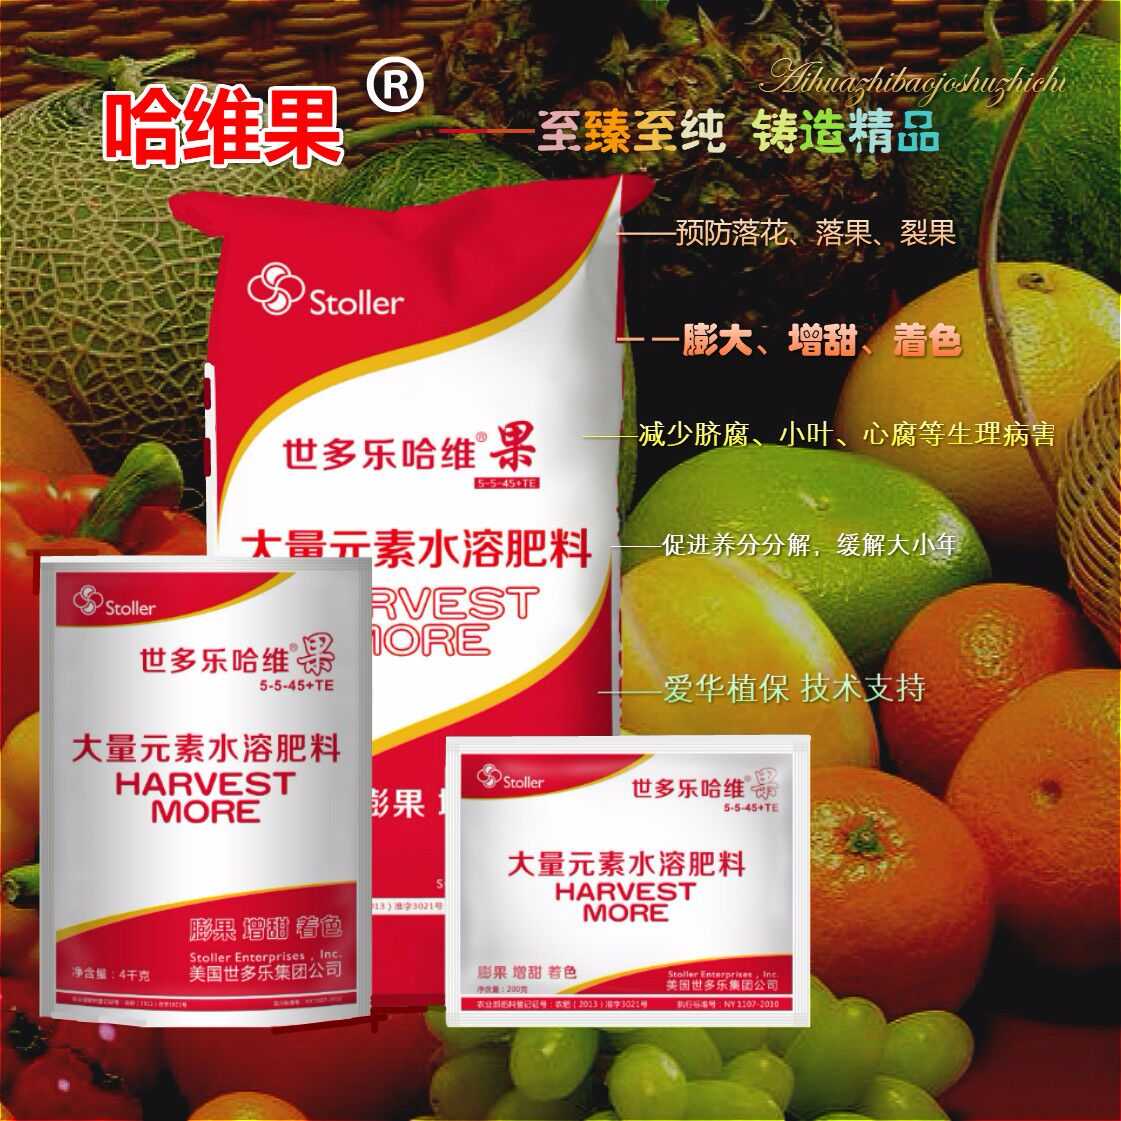 Aihuazhibaojoshuzhichi
哈维果®
——至臻至纯 铸造精品
——预防落花、落果、裂果
——膨大、增甜、着色
——减少脐腐、小叶、心腐等生理病害
——促进养分分解，缓解大小年
——爱华植保 技术支持
Stoller
世多乐哈维®果
5-5-45+TE
大量元素水溶肥料
RVEST
MORE
膨果
Stoller
世多乐哈维®果
5-5-45+TE
大量元素水溶肥料
HARVEST
MORE
膨果 增甜 着色
Stoller Enterprises , Inc.
净含量：4千克
美国世多乐集团公司
Stoller
世多乐哈维®果
5-5-45+TE
大量元素水溶肥料
HARVEST
MORE
膨果 增甜 着色
Stoller Enterprises , Inc.
净含量：200克
美国世多乐集团公司
农业部肥料登记证号：农肥（2013）准字3021号 执行标准号：NY 1107-2010